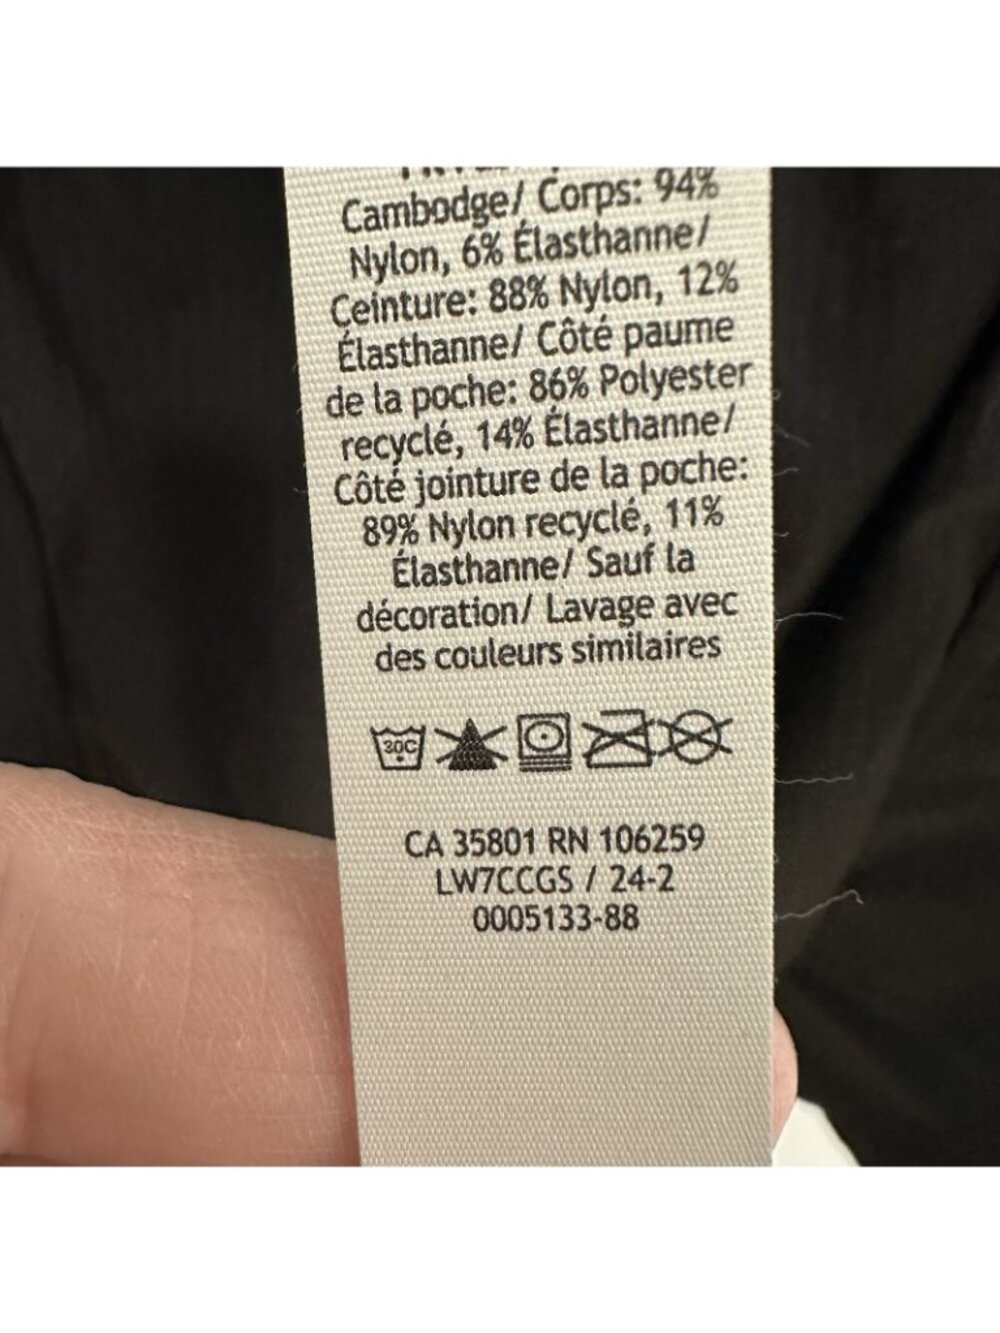 Cambodge/ Corps: 94%
Nylon, 6% Élasthanne/
Ceinture: 88% Nylon, 12%
Élasthanne/ Côté paume
de la poche: 86% Polyester
recyclé, 14% Élasthanne/
Côté jointure de la poche:
89% Nylon recyclé, 11%
Élasthanne/ Sauf la
décoration/ Lavage avec
des couleurs similaires
30C
CA 35801 RN 106259
LW7CCGS / 24-2
0005133-88